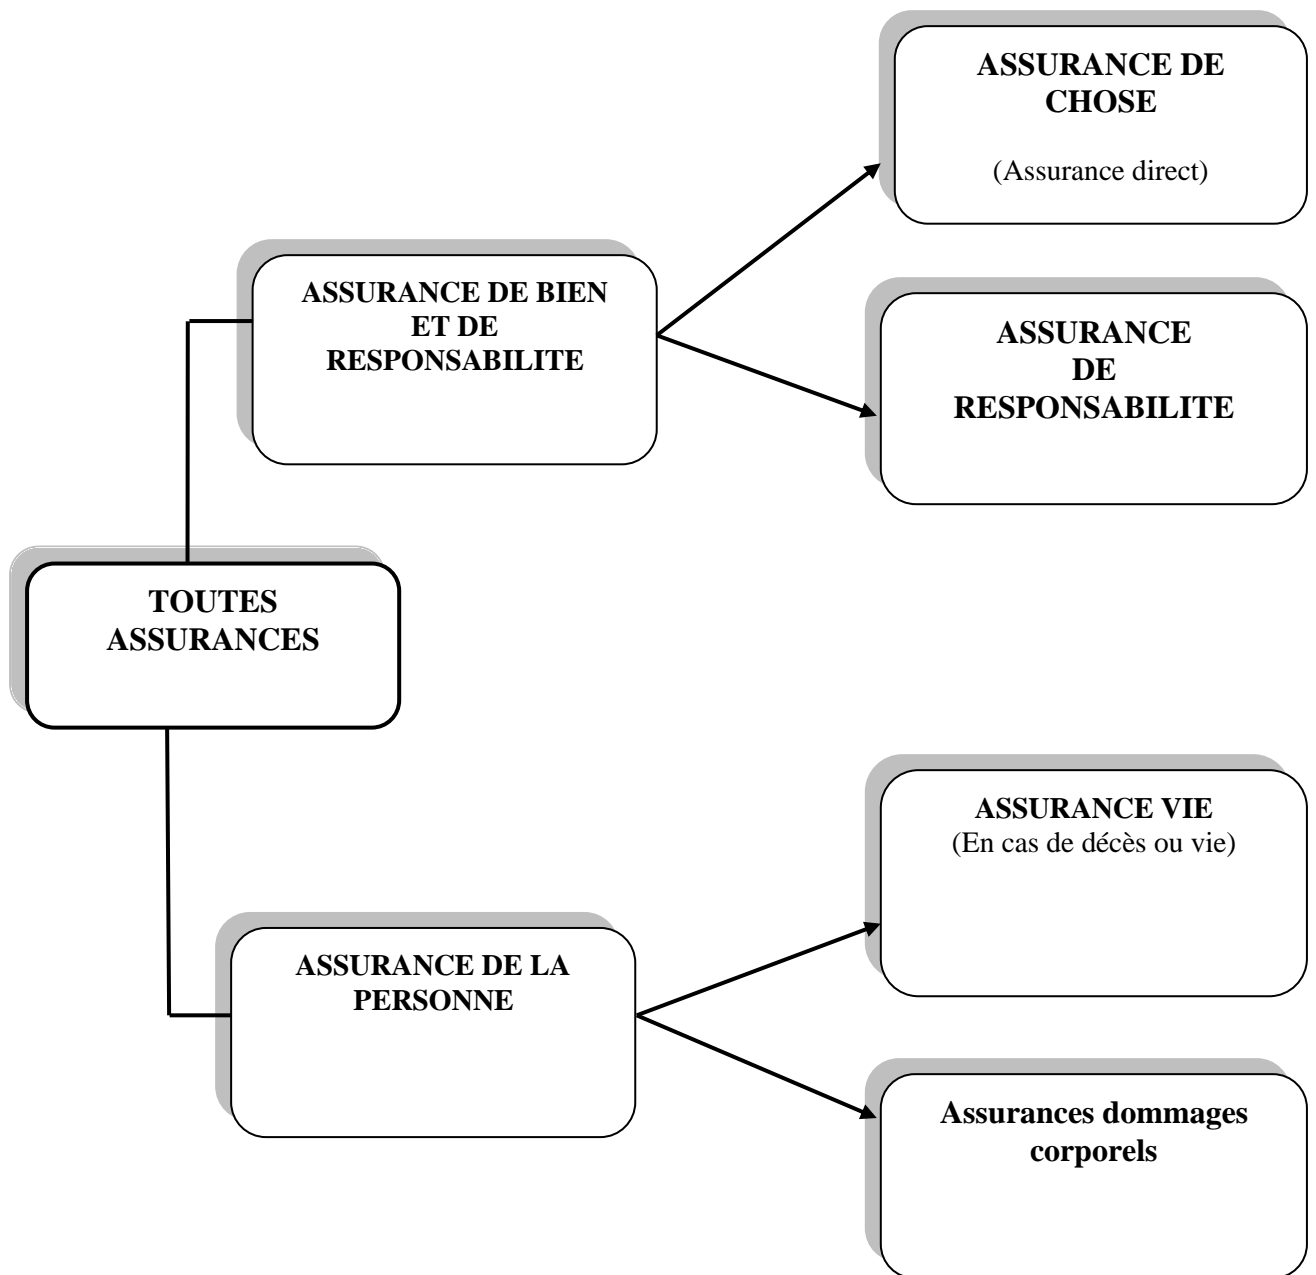 ASSURANCE DE
CHOSE
(Assurance direct)
ASSURANCE DE BIEN
ET DE
RESPONSABILITE
ASSURANCE
DE
RESPONSABILITE
TOUTES
ASSURANCES
ASSURANCE VIE
(En cas de décès ou vie)
ASSURANCE DE LA
PERSONNE
Assurances dommages
corporels